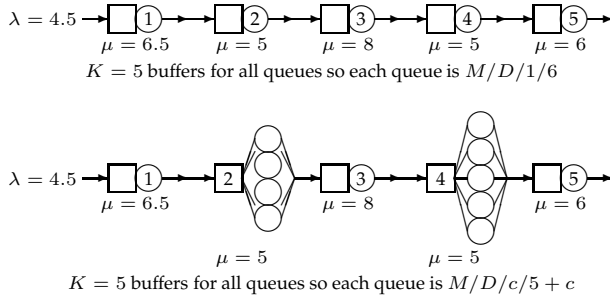 λ = 4.5 1 2 3 4 5
μ = 6.5 μ = 5 μ = 8 μ = 5 μ = 6
K = 5 buffers for all queues so each queue is M/D/1/6
λ = 4.5 1 2 3 4 5
μ = 6.5 μ = 8 μ = 6
μ = 5 μ = 5
K = 5 buffers for all queues so each queue is M/D/c/5 + c